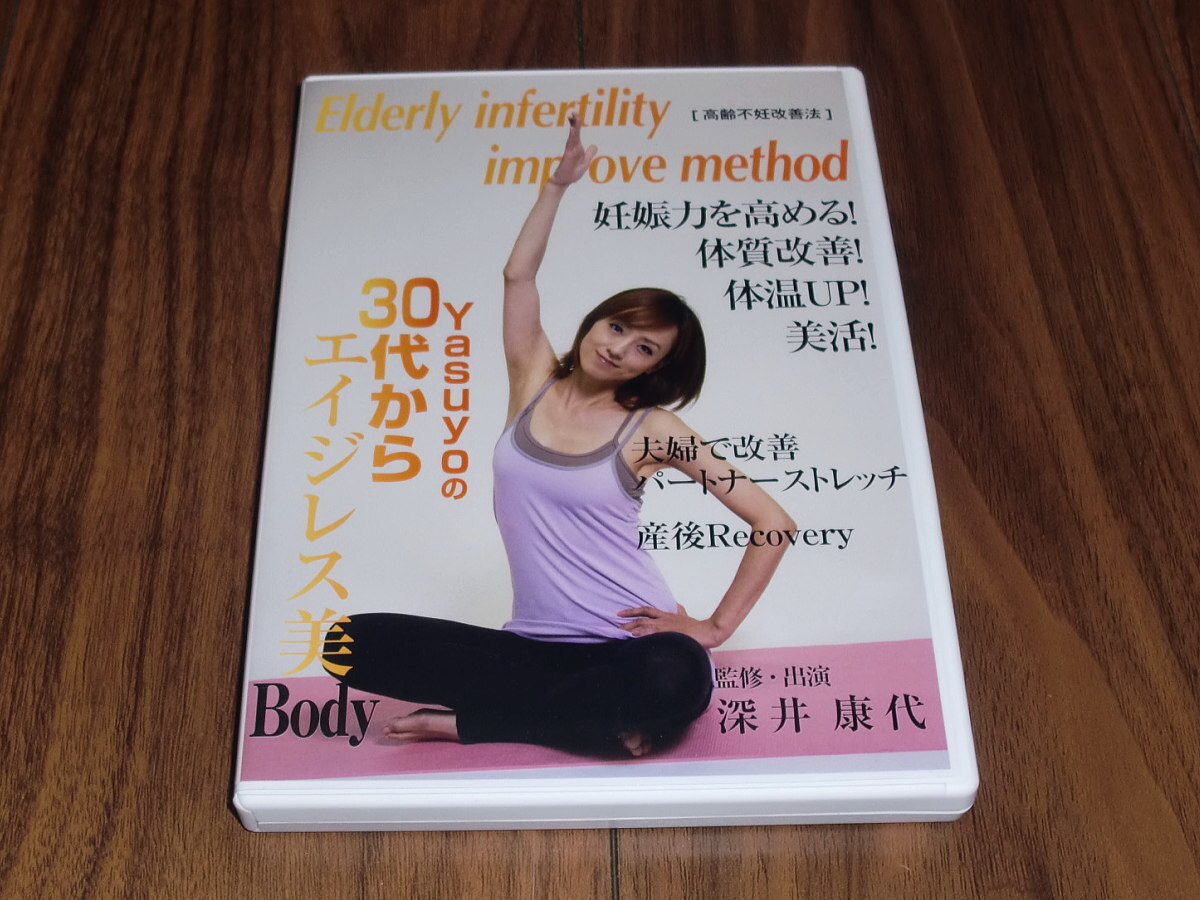 Elderly infertility [高齢不妊改善法]
improve method
妊娠力を高める!
体質改善!
体温UP!
美活!
Yasuyoの
30代から
エイジレス美
Body
夫婦で改善
パートナーストレッチ
産後Recovery
監修・出演
深井 康代